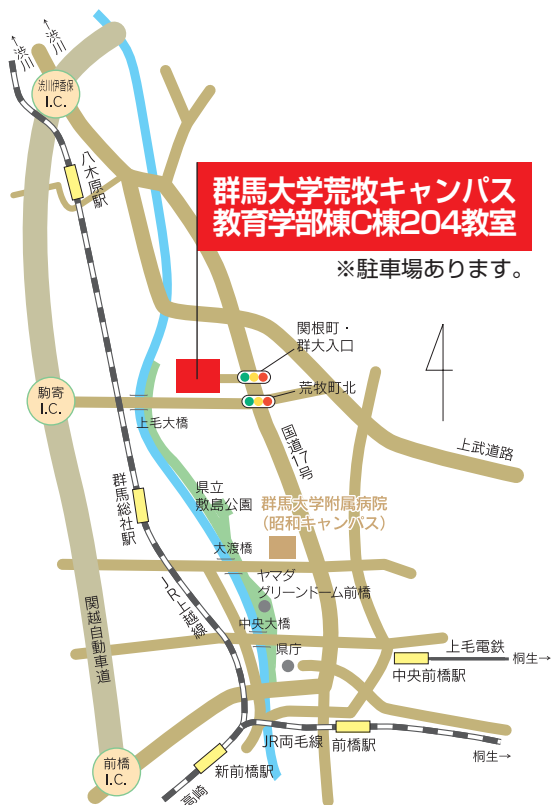 ←渋川
←渋川
渋川伊香保
I.C.
八木原駅
群馬大学荒牧キャンパス
教育学部棟C棟204教室
※駐車場あります。
関根町・
群大入口
駒寄
I.C.
荒牧町北
上毛大橋
国道17号
上武道路
群馬総社駅
県立
敷島公園
群馬大学附属病院
（昭和キャンパス）
大渡橋
ヤマダ
グリーンドーム前橋
JR上越線
関越自動車道
中央大橋
県庁
上毛電鉄
桐生→
中央前橋駅
JR両毛線
前橋駅
桐生→
新前橋駅
前橋
I.C.
高崎